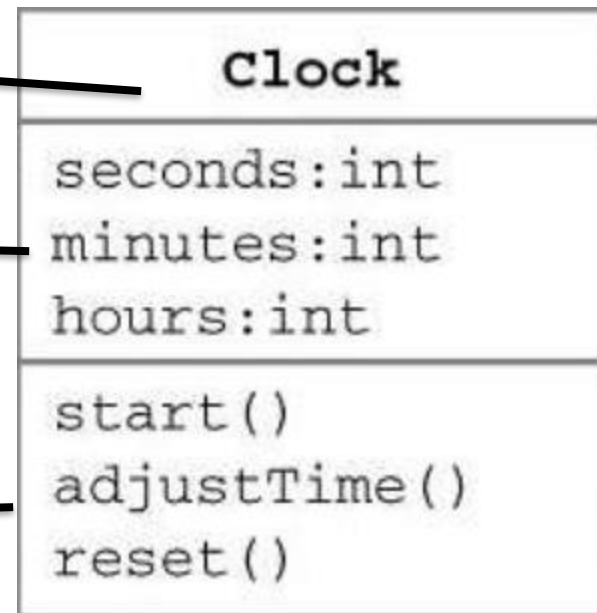 Clock
seconds:int
minutes:int
hours:int
start()
adjustTime()
reset()